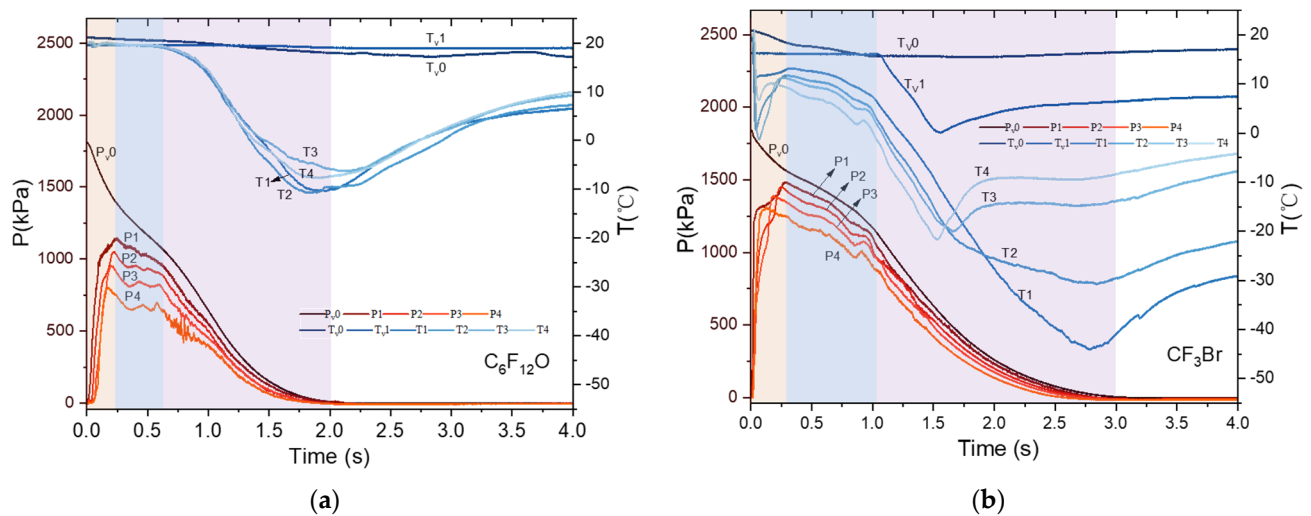 (a)
P(kPa)
2500
2000
1500
1000
500
0
0.0 0.5 1.0 1.5 2.0 2.5 3.0 3.5 4.0
Time (s)
T(℃)
20
10
0
-10
-20
-30
-40
-50
Tv1
Tv0
Pv0
T3
T4
T1
T2
P1
P2
P3
P4
Pv0 P1 P2 P3 P4
Tv0 Tv1 T1 T2 T3 T4
C6F12O
(b)
P(kPa)
2500
2000
1500
1000
500
0
0.0 0.5 1.0 1.5 2.0 2.5 3.0 3.5 4.0
Time (s)
T(℃)
20
10
0
-10
-20
-30
-40
-50
Tv0
Tv1
Pv0
Pv0 P1 P2 P3 P4
Tv0 Tv1 T1 T2 T3 T4
P1
P2
P3
P4
T4
T3
T2
T1
CF3Br